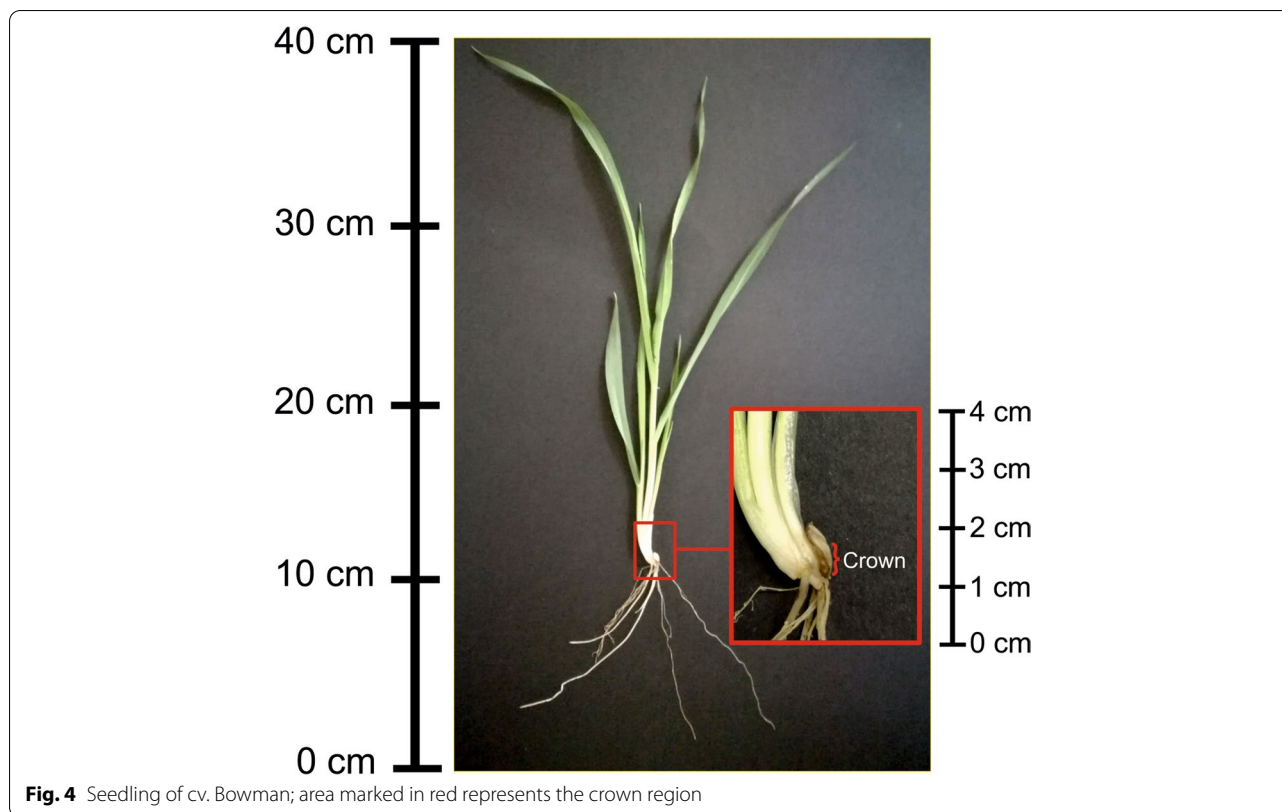 40 cm
30 cm
20 cm
10 cm
0 cm
4 cm
3 cm
2 cm
1 cm
0 cm
Crown
Fig. 4 Seedling of cv. Bowman; area marked in red represents the crown region